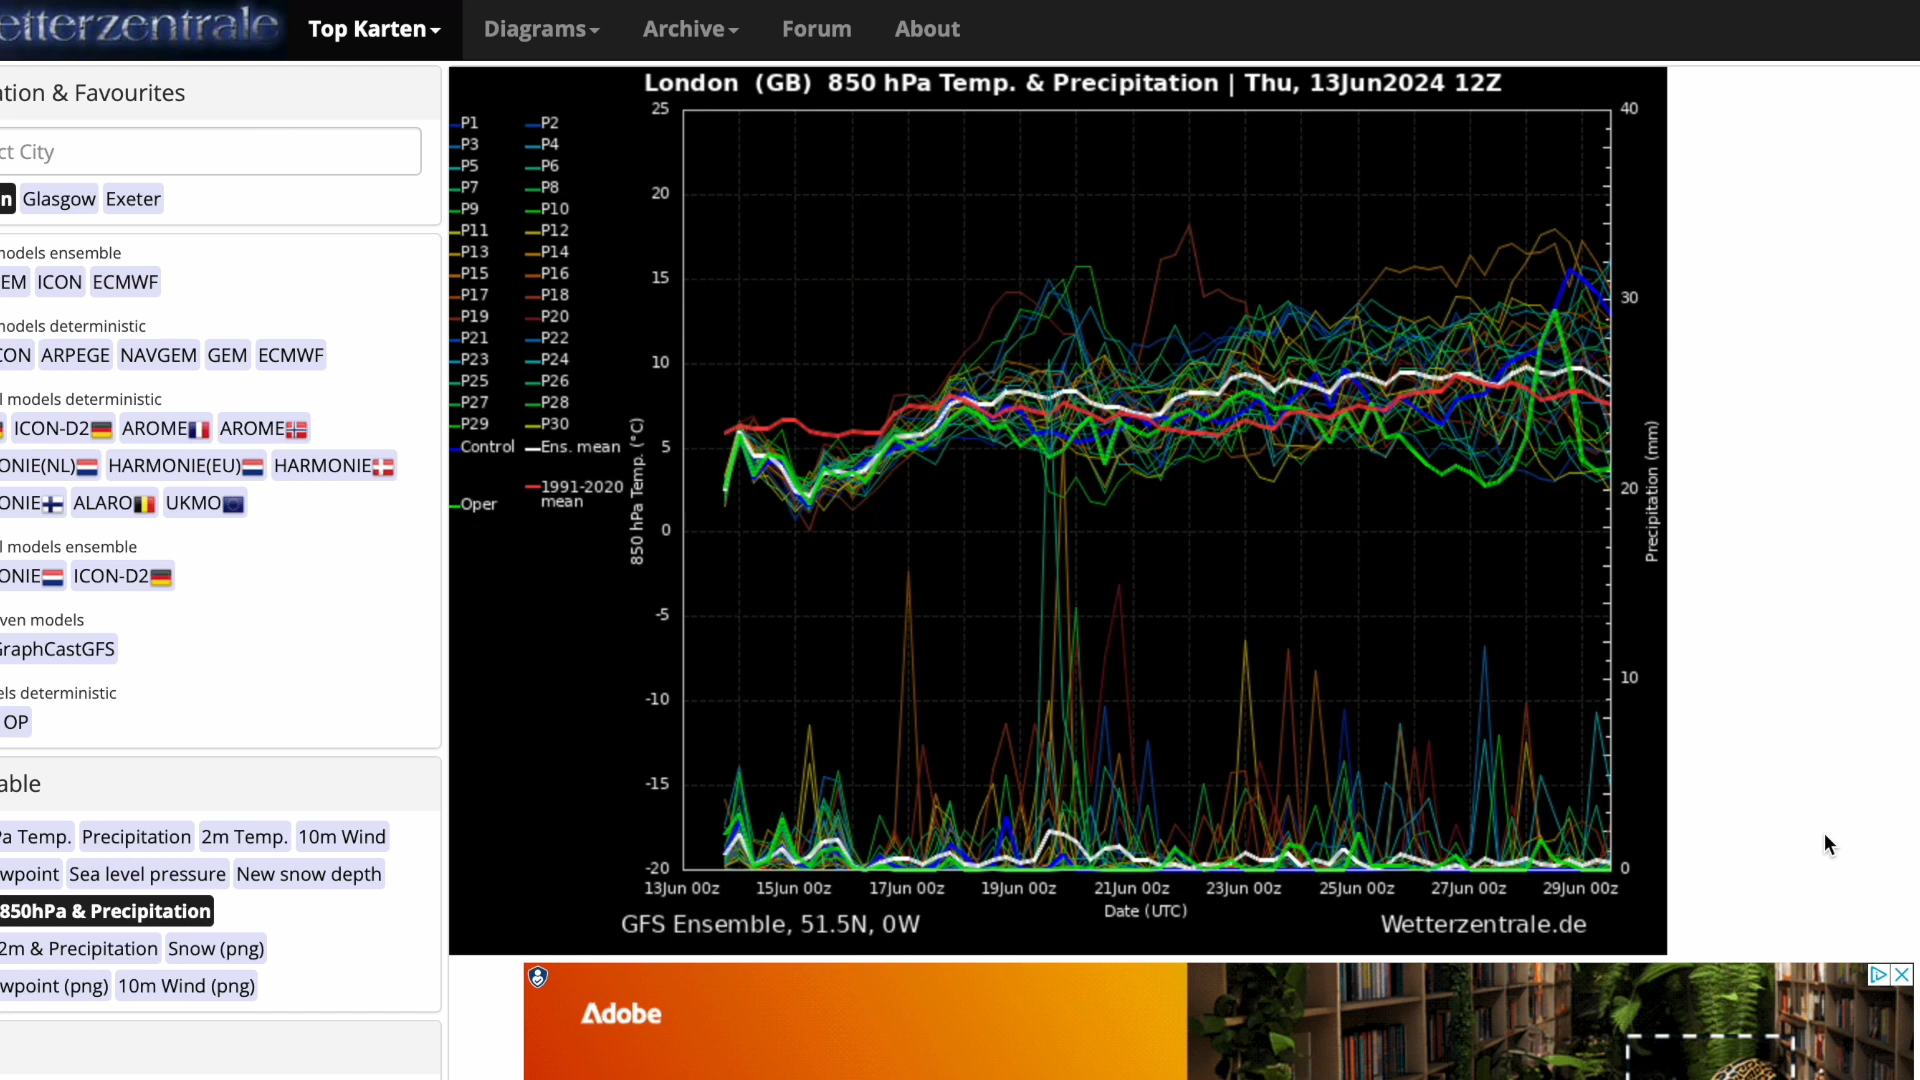 etterzentrale
Top Karten
Diagrams
Archive
Forum
About
ation & Favourites
ct City
n
Glasgow
Exeter
models ensemble
EM ICON ECMWF
models deterministic
CON ARPEGE NAVGEM GEM ECMWF
l models deterministic
ICON-D2 AROME AROME
ONIE(NL) HARMONIE(EU) HARMONIE
ONIE ALARO UKMO
l models ensemble
ONIE ICON-D2
ven models
GraphCastGFS
els deterministic
OP
able
Pa Temp. Precipitation 2m Temp. 10m Wind
wpoint Sea level pressure New snow depth
850hPa & Precipitation
2m & Precipitation Snow (png)
wpoint (png) 10m Wind (png)
London (GB) 850 hPa Temp. & Precipitation | Thu, 13Jun2024 12Z
P1 P2
P3 P4
P5 P6
P7 P8
P9 P10
P11 P12
P13 P14
P15 P16
P17 P18
P19 P20
P21 P22
P23 P24
P25 P26
P27 P28
P29 P30
Control Ens. mean
Oper 1991-2020
mean
850 hPa Temp. (°C)
25
20
15
10
5
0
-5
-10
-15
-20
40
30
20
10
0
Precipitation (mm)
13Jun 00z 15Jun 00z 17Jun 00z 19Jun 00z 21Jun 00z 23Jun 00z 25Jun 00z 27Jun 00z 29Jun 00z
Date (UTC)
GFS Ensemble, 51.5N, 0W
Wetterzentrale.de
Adobe